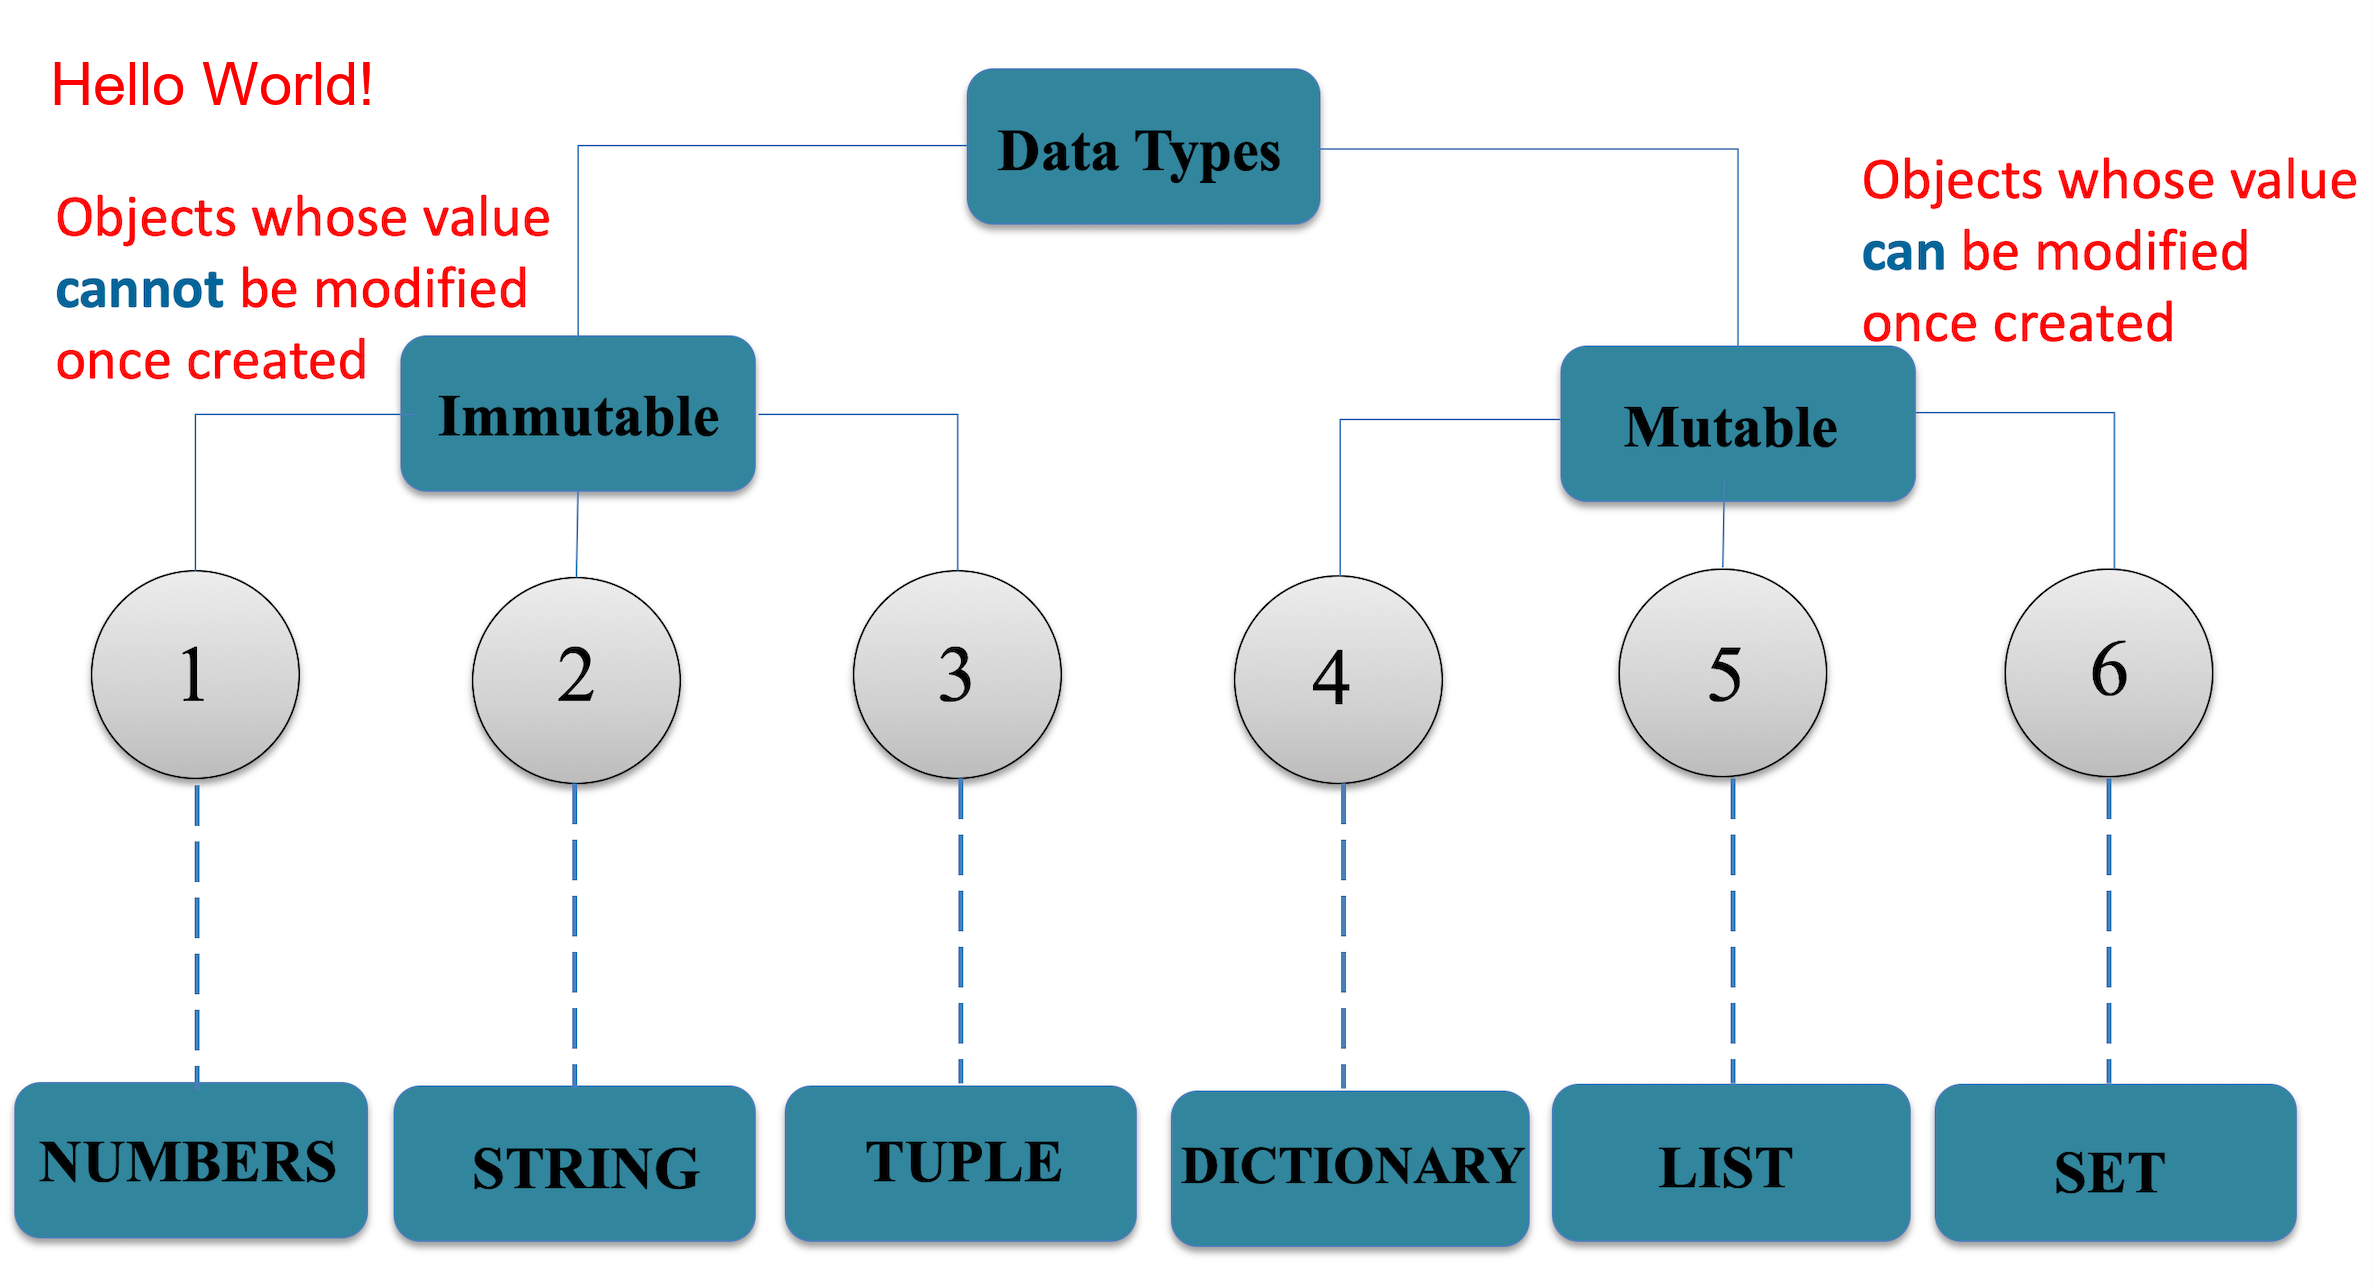 Hello World!
Data Types
Objects whose value
cannot be modified
once created
Objects whose value
can be modified
once created
Immutable
Mutable
1
2
3
4
5
6
NUMBERS
STRING
TUPLE
DICTIONARY
LIST
SET